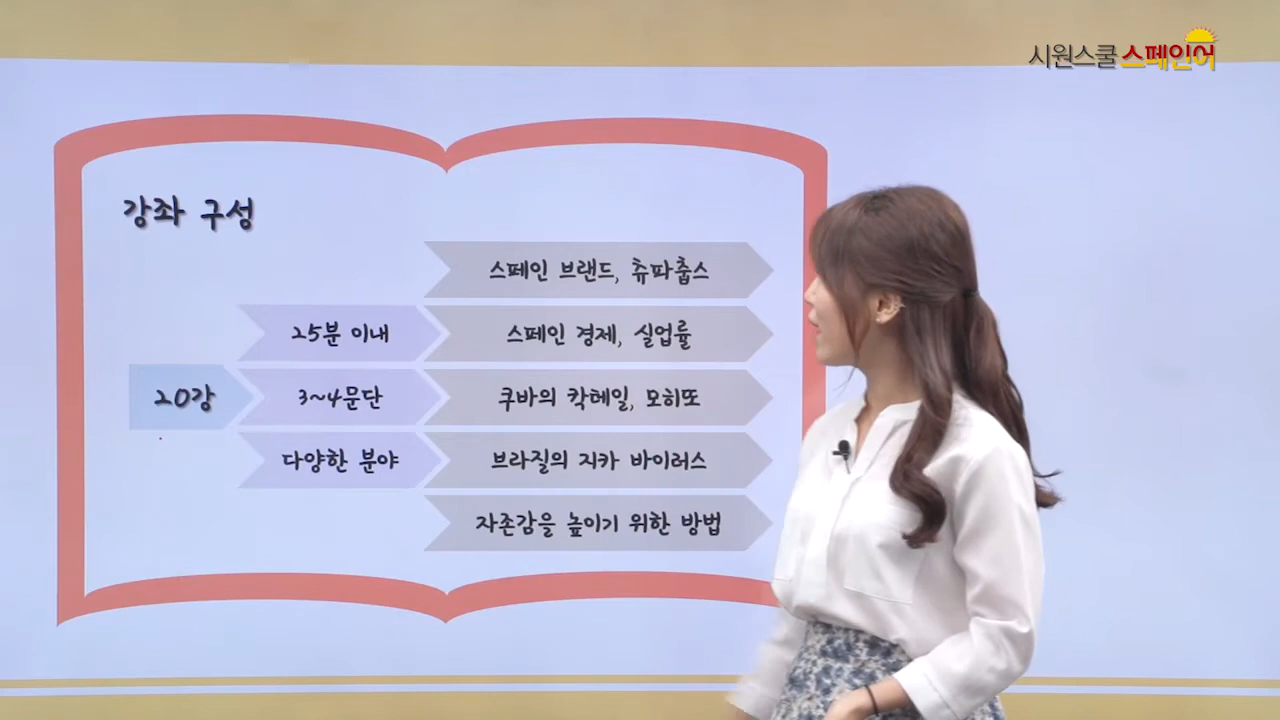 시원스쿨 스페인어
강좌 구성
20강
25분 이내
3~4문단
다양한 분야
스페인 브랜드, 츄파춥스
스페인 경제, 실업률
쿠바의 칵테일, 모히또
브라질의 지카 바이러스
자존감을 높이기 위한 방법